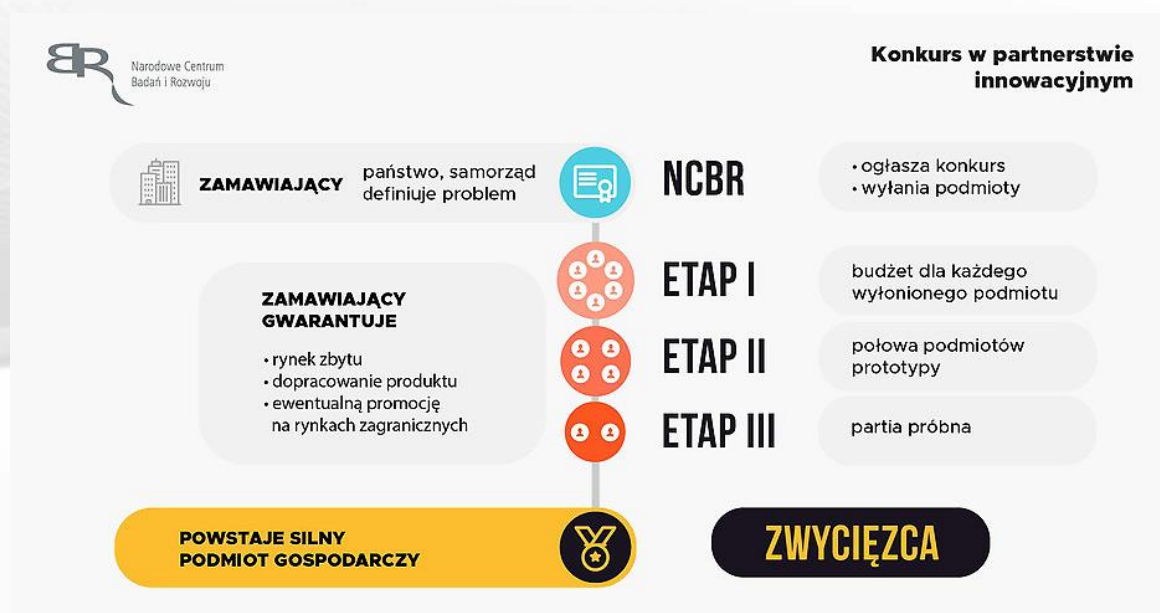 BR
Narodowe Centrum
Badań i Rozwoju
Konkurs w partnerstwie
innowacyjnym
ZAMAWIAJĄCY
państwo, samorząd
definiuje problem
NCBR
• ogłasza konkurs
• wyłania podmioty
ZAMAWIAJĄCY
GWARANTUJE
• rynek zbytu
• dopracowanie produktu
• ewentualną promocję
na rynkach zagranicznych
ETAP I
budżet dla każdego
wyłonionego podmiotu
ETAP II
połowa podmiotów
prototypy
ETAP III
partia próbna
POWSTAJE SILNY
PODMIOT GOSPODARCZY
ZWYCIĘZCA